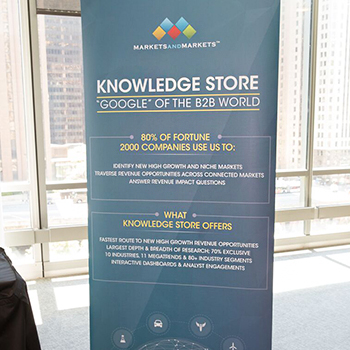 MARKETSANDMARKETS™
KNOWLEDGE STORE
"GOOGLE" OF THE B2B WORLD
80% OF FORTUNE
2000 COMPANIES USE US TO:
IDENTIFY NEW HIGH GROWTH AND NICHE MARKETS
TRAVERSE REVENUE OPPORTUNITIES ACROSS CONNECTED MARKETS
ANSWER REVENUE IMPACT QUESTIONS
WHAT
KNOWLEDGE STORE OFFERS
FASTEST ROUTE TO NEW HIGH GROWTH REVENUE OPPORTUNITIES
LARGEST DEPTH & BREADTH OF RESEARCH; 70% EXCLUSIVE
10 INDUSTRIES, 11 MEGATRENDS & 80+ INDUSTRY SEGMENTS
INTERACTIVE DASHBOARDS & ANALYST ENGAGEMENTS